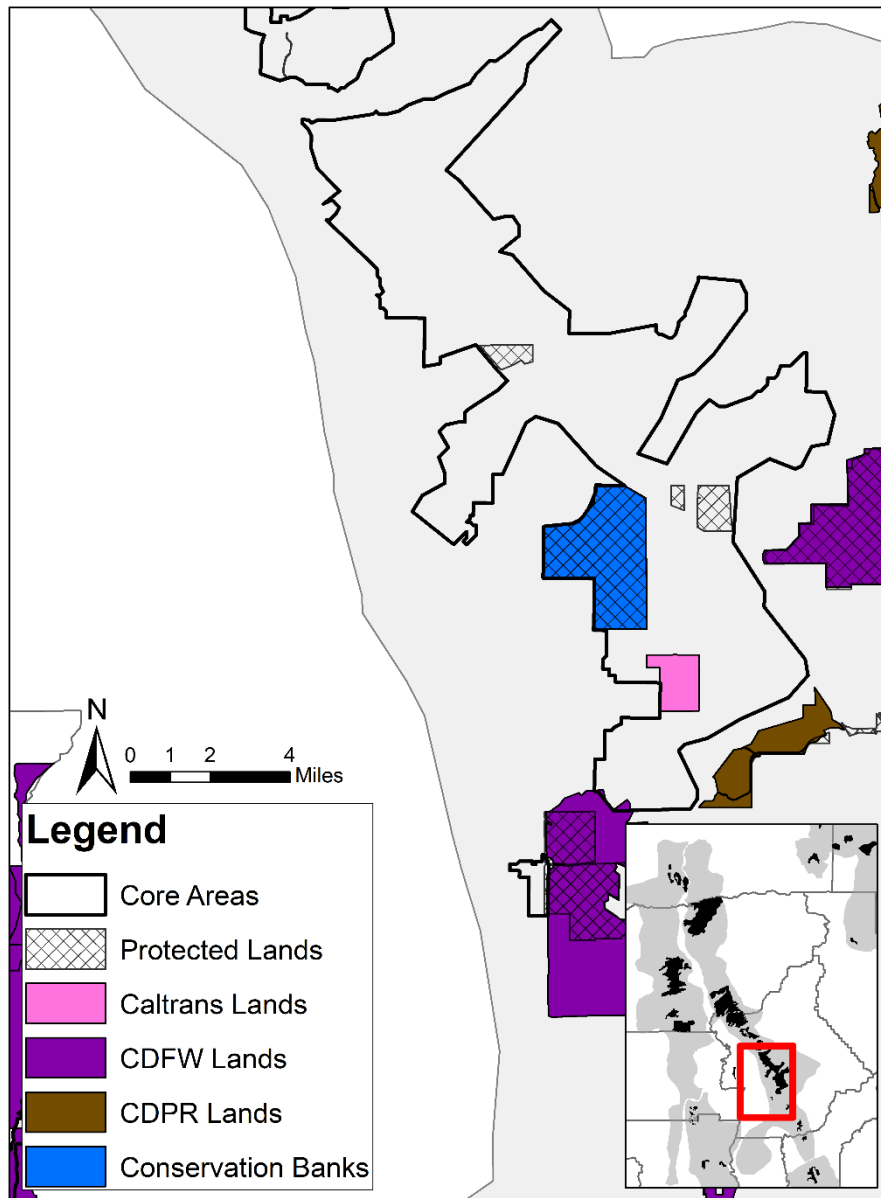 N
0 1 2 4
Miles
Legend
Core Areas
Protected Lands
Caltrans Lands
CDFW Lands
CDPR Lands
Conservation Banks